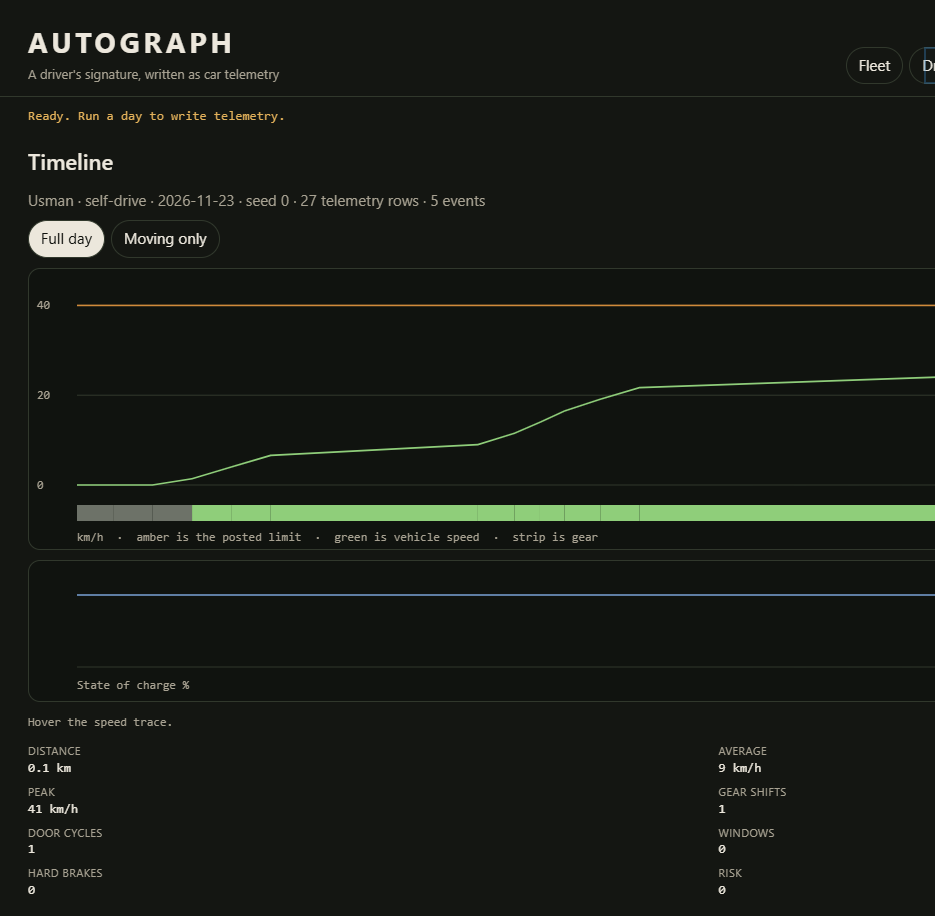 AUTOGRAPH
A driver's signature, written as car telemetry
Fleet
Ready. Run a day to write telemetry.
Timeline
Usman · self-drive · 2026-11-23 · seed 0 · 27 telemetry rows · 5 events
Full day
Moving only
40
20
0
km/h · amber is the posted limit · green is vehicle speed · strip is gear
State of charge %
Hover the speed trace.
DISTANCE
0.1 km
AVERAGE
9 km/h
PEAK
41 km/h
GEAR SHIFTS
1
DOOR CYCLES
1
WINDOWS
0
HARD BRAKES
0
RISK
0